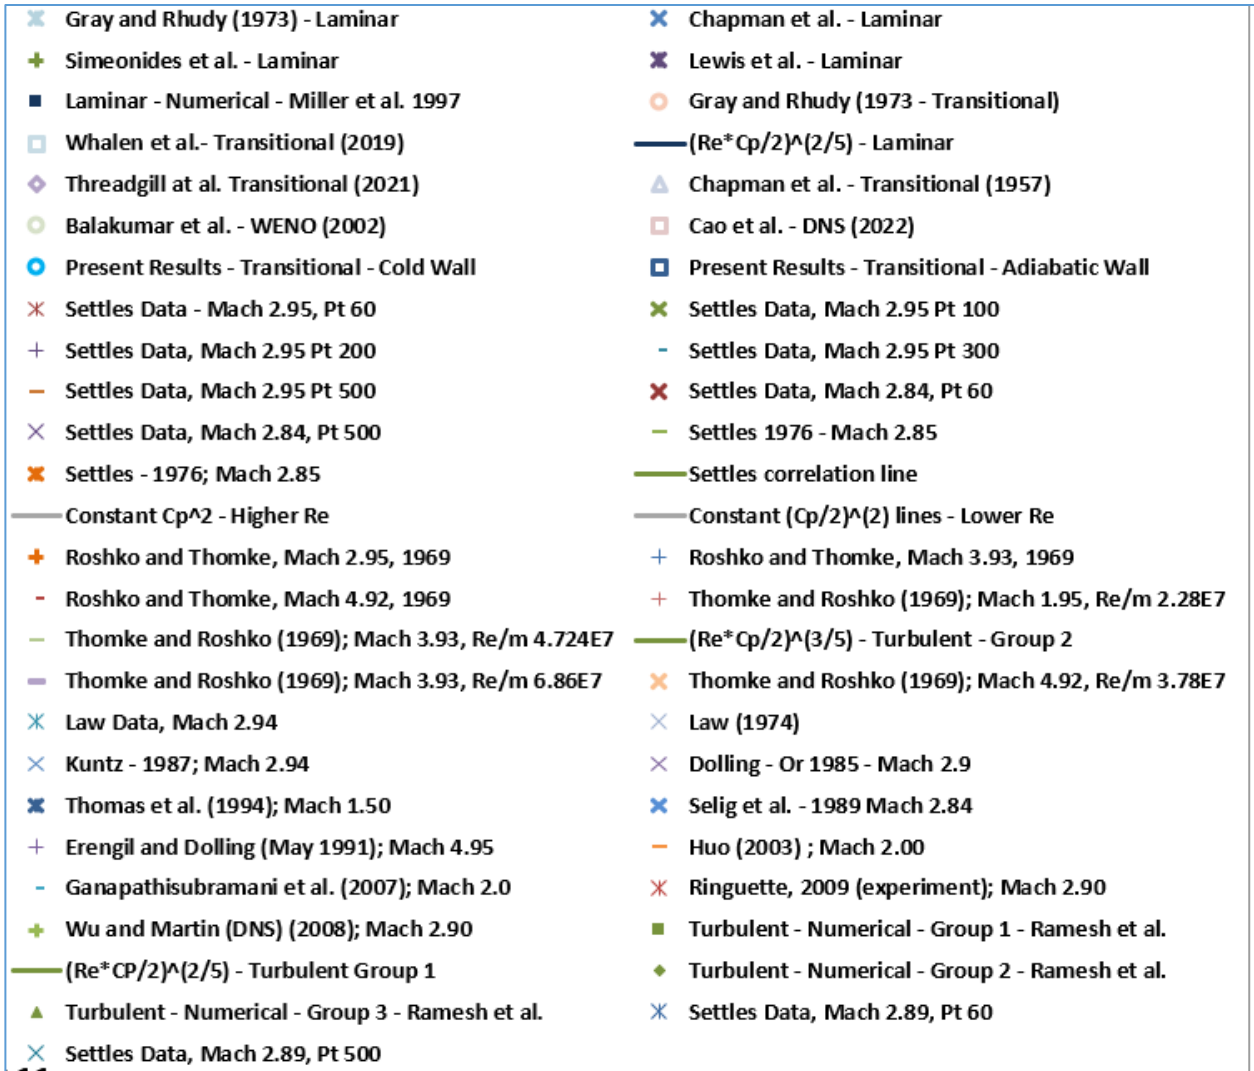 Gray and Rhudy (1973) - Laminar
Chapman et al. - Laminar
Simeonides et al. - Laminar
Lewis et al. - Laminar
Laminar - Numerical - Miller et al. 1997
Gray and Rhudy (1973 - Transitional)
Whalen et al.- Transitional (2019)
(Re*Cp/2)^(2/5) - Laminar
Threadgill at al. Transitional (2021)
Chapman et al. - Transitional (1957)
Balakumar et al. - WENO (2002)
Cao et al. - DNS (2022)
Present Results - Transitional - Cold Wall
Present Results - Transitional - Adiabatic Wall
Settles Data - Mach 2.95, Pt 60
Settles Data, Mach 2.95 Pt 100
Settles Data, Mach 2.95 Pt 200
Settles Data, Mach 2.95 Pt 300
Settles Data, Mach 2.95 Pt 500
Settles Data, Mach 2.84, Pt 60
Settles Data, Mach 2.84, Pt 500
Settles 1976 - Mach 2.85
Settles - 1976; Mach 2.85
Settles correlation line
Constant Cp^2 - Higher Re
Constant (Cp/2)^(2) lines - Lower Re
Roshko and Thomke, Mach 2.95, 1969
Roshko and Thomke, Mach 3.93, 1969
Roshko and Thomke, Mach 4.92, 1969
Thomke and Roshko (1969); Mach 1.95, Re/m 2.28E7
Thomke and Roshko (1969); Mach 3.93, Re/m 4.724E7
(Re*Cp/2)^(3/5) - Turbulent - Group 2
Thomke and Roshko (1969); Mach 3.93, Re/m 6.86E7
Thomke and Roshko (1969); Mach 4.92, Re/m 3.78E7
Law Data, Mach 2.94
Law (1974)
Kuntz - 1987; Mach 2.94
Dolling - Or 1985 - Mach 2.9
Thomas et al. (1994); Mach 1.50
Selig et al. - 1989 Mach 2.84
Erengil and Dolling (May 1991); Mach 4.95
Huo (2003) ; Mach 2.00
Ganapathisubramani et al. (2007); Mach 2.0
Ringuette, 2009 (experiment); Mach 2.90
Wu and Martin (DNS) (2008); Mach 2.90
Turbulent - Numerical - Group 1 - Ramesh et al.
(Re*CP/2)^(2/5) - Turbulent Group 1
Turbulent - Numerical - Group 2 - Ramesh et al.
Turbulent - Numerical - Group 3 - Ramesh et al.
Settles Data, Mach 2.89, Pt 60
Settles Data, Mach 2.89, Pt 500